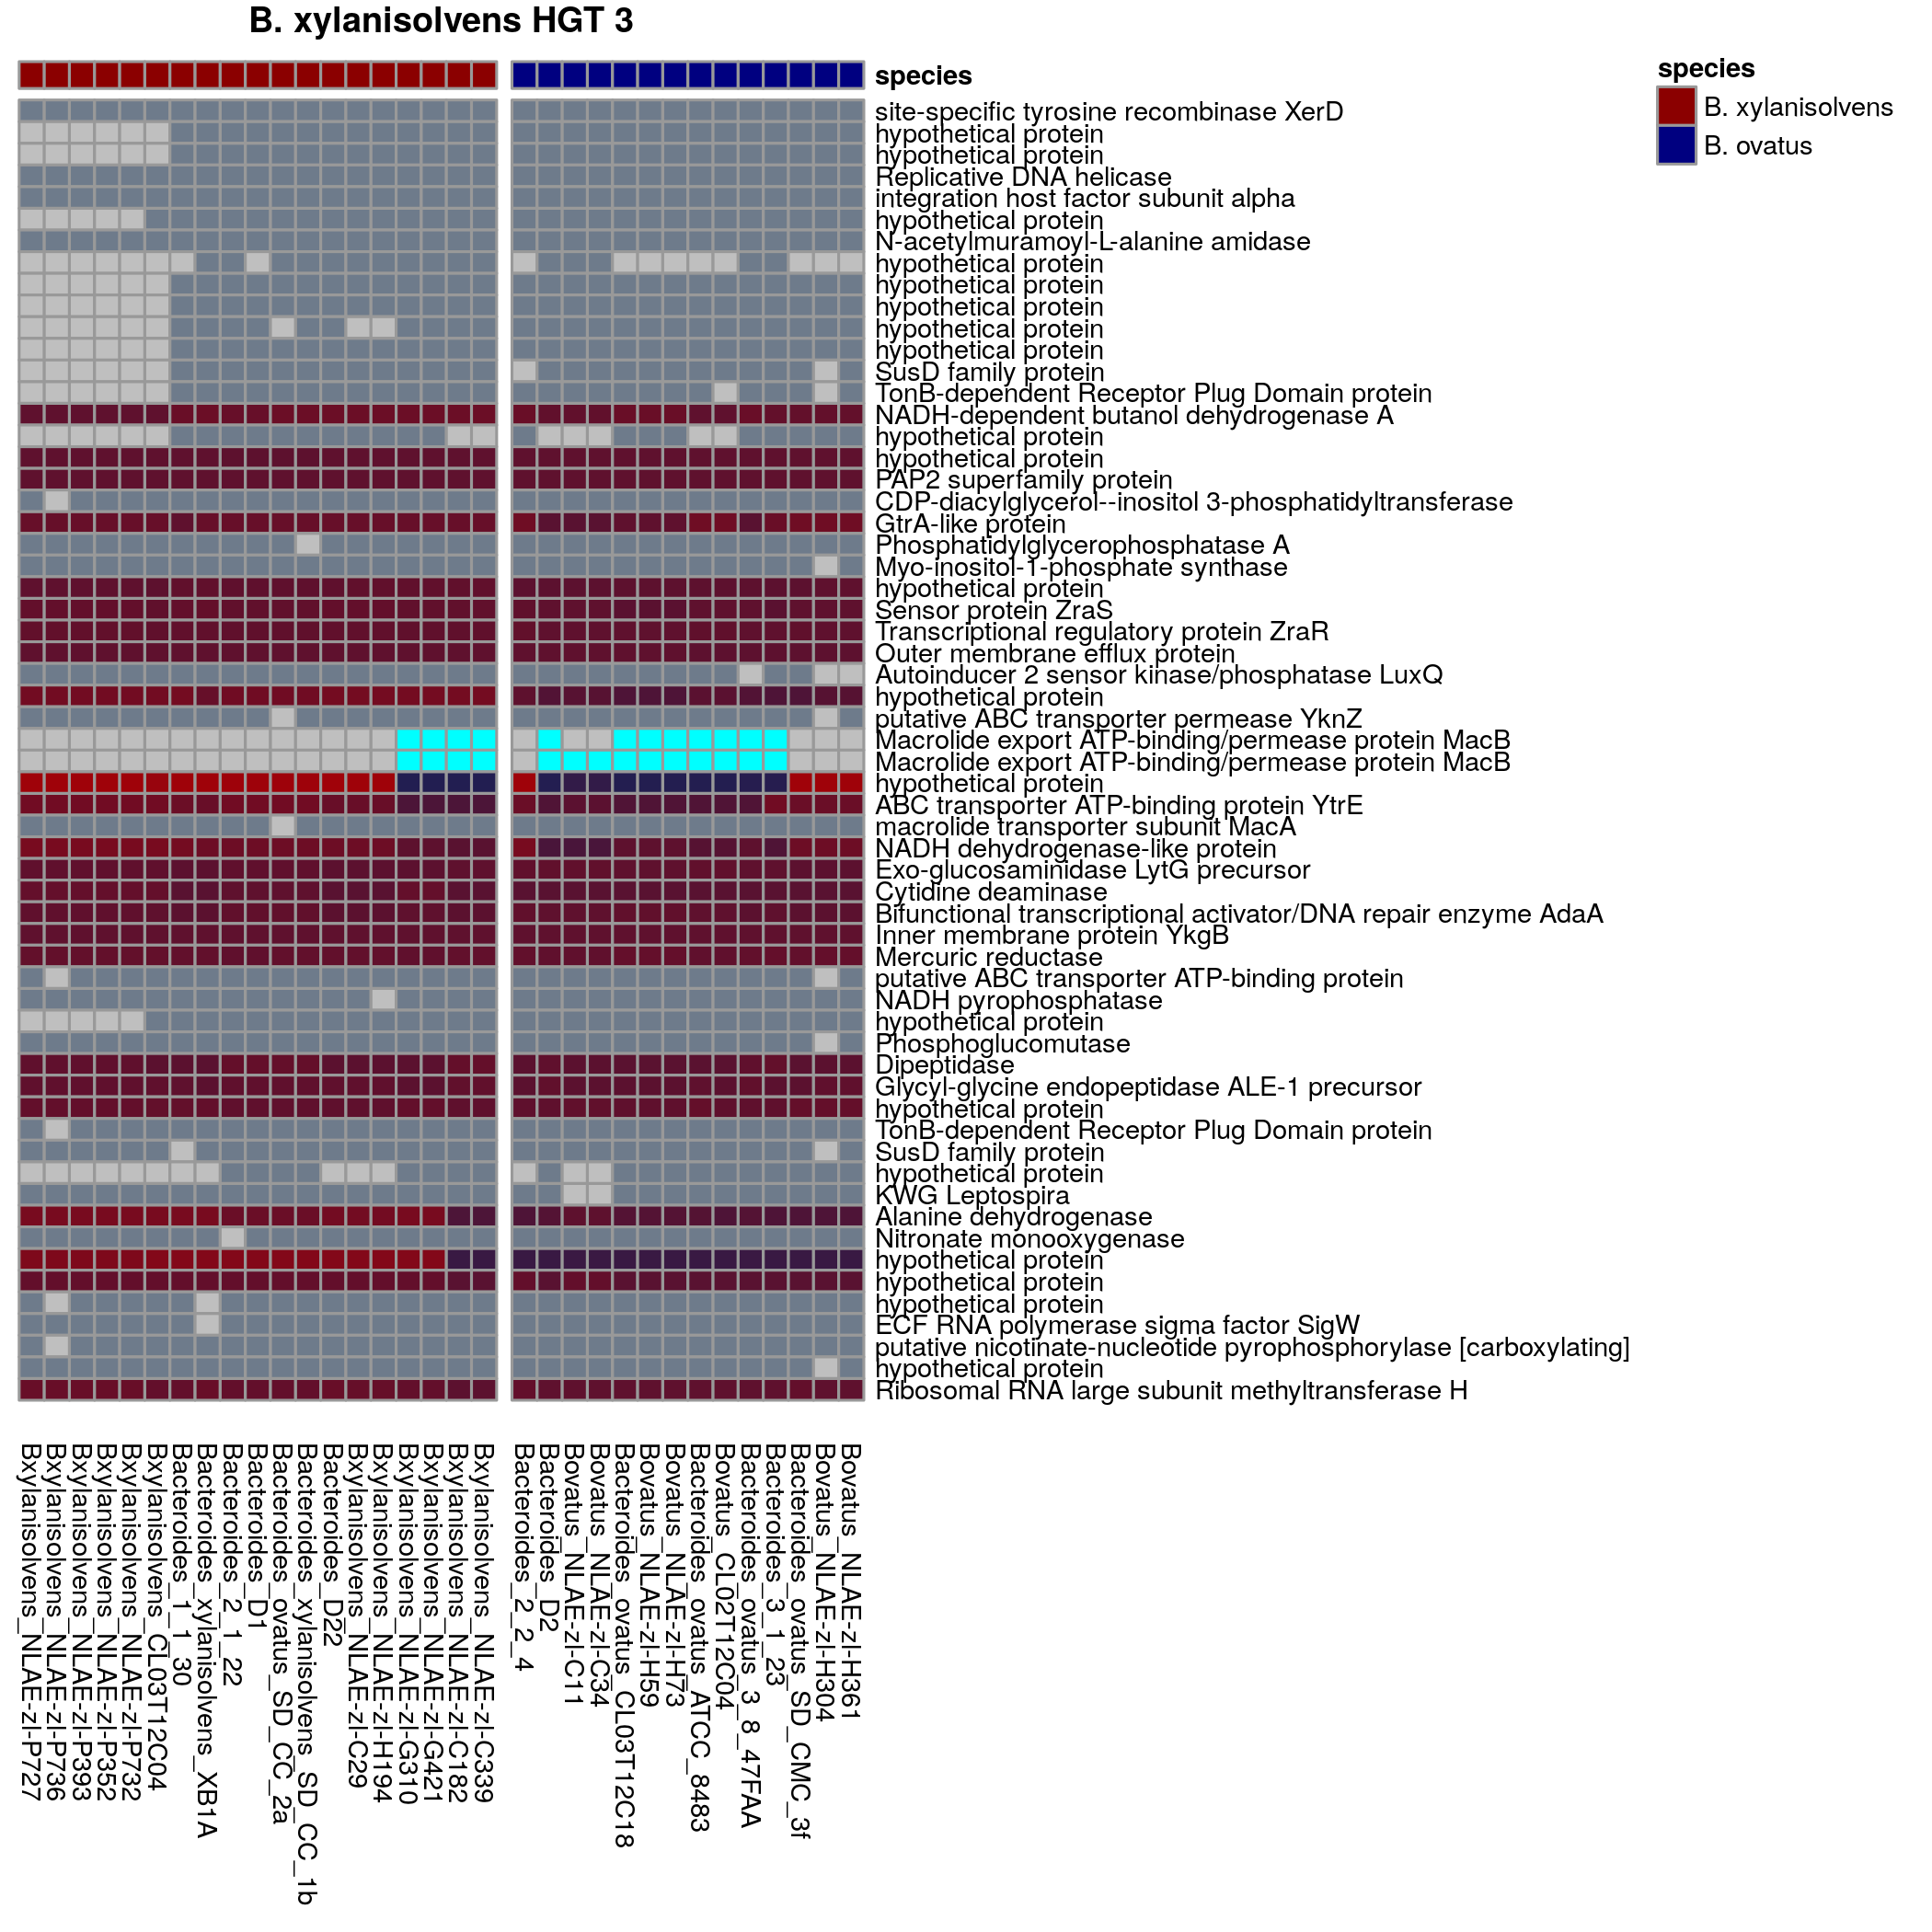 B. xylanisolvens HGT 3
species
site-specific tyrosine recombinase XerD
hypothetical protein
hypothetical protein
Replicative DNA helicase
integration host factor subunit alpha
hypothetical protein
N-acetylmuramoyl-L-alanine amidase
hypothetical protein
hypothetical protein
hypothetical protein
hypothetical protein
hypothetical protein
SusD family protein
TonB-dependent Receptor Plug Domain protein
NADH-dependent butanol dehydrogenase A
hypothetical protein
hypothetical protein
PAP2 superfamily protein
CDP-diacylglycerol--inositol 3-phosphatidyltransferase
GtrA-like protein
Phosphatidylglycerophosphatase A
Myo-inositol-1-phosphate synthase
hypothetical protein
Sensor protein ZraS
Transcriptional regulatory protein ZraR
Outer membrane efflux protein
Autoinducer 2 sensor kinase/phosphatase LuxQ
hypothetical protein
putative ABC transporter permease YknZ
Macrolide export ATP-binding/permease protein MacB
Macrolide export ATP-binding/permease protein MacB
hypothetical protein
ABC transporter ATP-binding protein YtrE
macrolide transporter subunit MacA
NADH dehydrogenase-like protein
Exo-glucosaminidase LytG precursor
Cytidine deaminase
Bifunctional transcriptional activator/DNA repair enzyme AdaA
Inner membrane protein YkgB
Mercuric reductase
putative ABC transporter ATP-binding protein
NADH pyrophosphatase
hypothetical protein
Phosphoglucomutase
Dipeptidase
Glycyl-glycine endopeptidase ALE-1 precursor
hypothetical protein
TonB-dependent Receptor Plug Domain protein
SusD family protein
hypothetical protein
KWG Leptospira
Alanine dehydrogenase
Nitronate monooxygenase
hypothetical protein
hypothetical protein
hypothetical protein
ECF RNA polymerase sigma factor SigW
putative nicotinate-nucleotide pyrophosphorylase [carboxylating]
hypothetical protein
Ribosomal RNA large subunit methyltransferase H
species
B. xylanisolvens
B. ovatus
Bxylanisolvens_NLAE-zl-P727
Bxylanisolvens_NLAE-zl-P736
Bxylanisolvens_NLAE-zl-P393
Bxylanisolvens_NLAE-zl-P352
Bxylanisolvens_NLAE-zl-P732
Bxylanisolvens_CL03T12C04
Bacteroides_1_1_30
Bacteroides_xylanisolvens_XB1A
Bacteroides_2_1_22
Bacteroides_D1
Bacteroides_ovatus_SD_CC_2a
Bacteroides_xylanisolvens_SD_CC_1b
Bacteroides_D22
Bxylanisolvens_NLAE-zl-C29
Bxylanisolvens_NLAE-zl-H194
Bxylanisolvens_NLAE-zl-G310
Bxylanisolvens_NLAE-zl-G421
Bxylanisolvens_NLAE-zl-C182
Bxylanisolvens_NLAE-zl-C339
Bacteroides_2_2_4
Bacteroides_D2
Bovatus_NLAE-zl-C11
Bovatus_NLAE-zl-C34
Bacteroides_ovatus_CL03T12C18
Bovatus_NLAE-zl-H59
Bovatus_NLAE-zl-H73
Bacteroides_ovatus_ATCC_8483
Bovatus_CL02T12C04
Bacteroides_ovatus_3_8_47FAA
Bacteroides_3_1_23
Bacteroides_ovatus_SD_CMC_3f
Bovatus_NLAE-zl-H304
Bovatus_NLAE-zl-H361